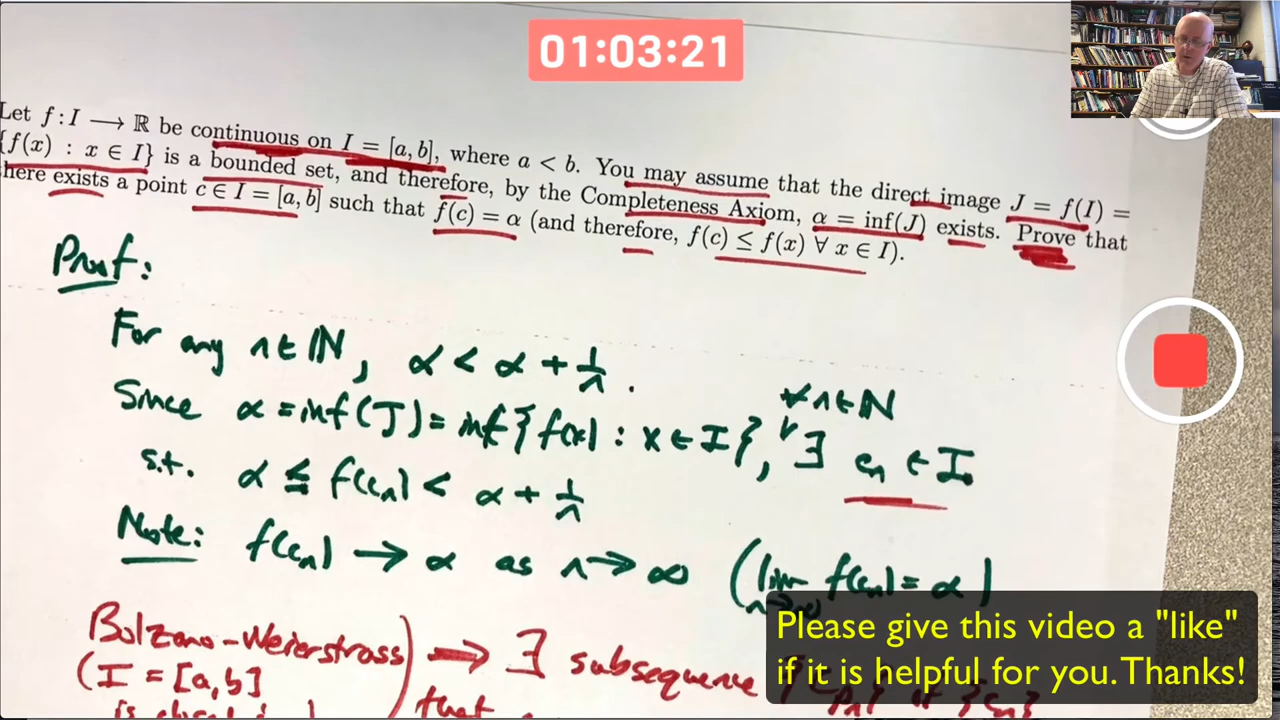 01:03:21
Let f : I ⟶ ℝ be continuous on I = [a, b], where a < b. You may assume that the direct image J = f(I) =
{f(x) : x ∈ I} is a bounded set, and therefore, by the Completeness Axiom, α = inf(J) exists. Prove that
here exists a point c ∈ I = [a, b] such that f(c) = α (and therefore, f(c) ≤ f(x) ∀ x ∈ I).
Proof:
For any n ∈ ℕ, α < α + 1/n.
∀ n ∈ ℕ
Since α = inf(J) = inf{f(x) : x ∈ I}, ∃ cₙ ∈ I
s.t. α ≤ f(cₙ) < α + 1/n
Note: f(cₙ) → α as n → ∞ (lim f(cₙ) = α)
n→∞
Bolzano-Weierstrass ⟹ ∃ subsequence
(I = [a, b]
that
Please give this video a "like"
if it is helpful for you. Thanks!